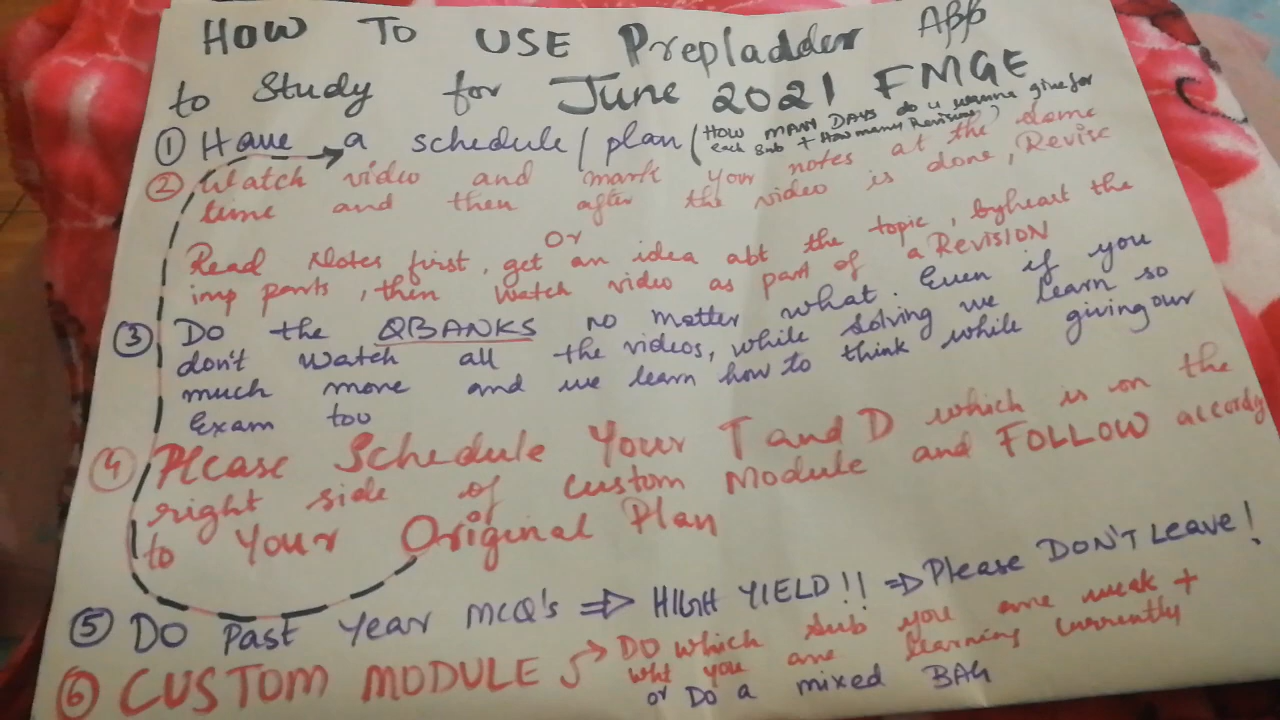 HOW TO USE Prepladder APP
to Study for June 2021 FMGE
① Have a schedule / plan (HOW MANY DAYS do u wanna give for
each Sub + How many Revisions)
② Watch video and mark your notes at the same
time and then after the video is done, Revise
Or
Read Notes first, get an idea abt the topic, byheart the
imp parts, then watch video as part of a REVISION
③ Do the QBANKS no matter what. Even if you
don't watch all the videos, while solving we learn so
much more and we learn how to think while giving our
Exam too
④ Please Schedule Your T and D which is on the
right side of custom Module and FOLLOW accordg
to Your Original Plan
⑤ DO Past Year MCQ's ⇒ HIGH YIELD!! ⇒ Please DON'T Leave!
⑥ CUSTOM MODULE → DO which sub you are weak +
wht you are learning currently
or Do a mixed BAG